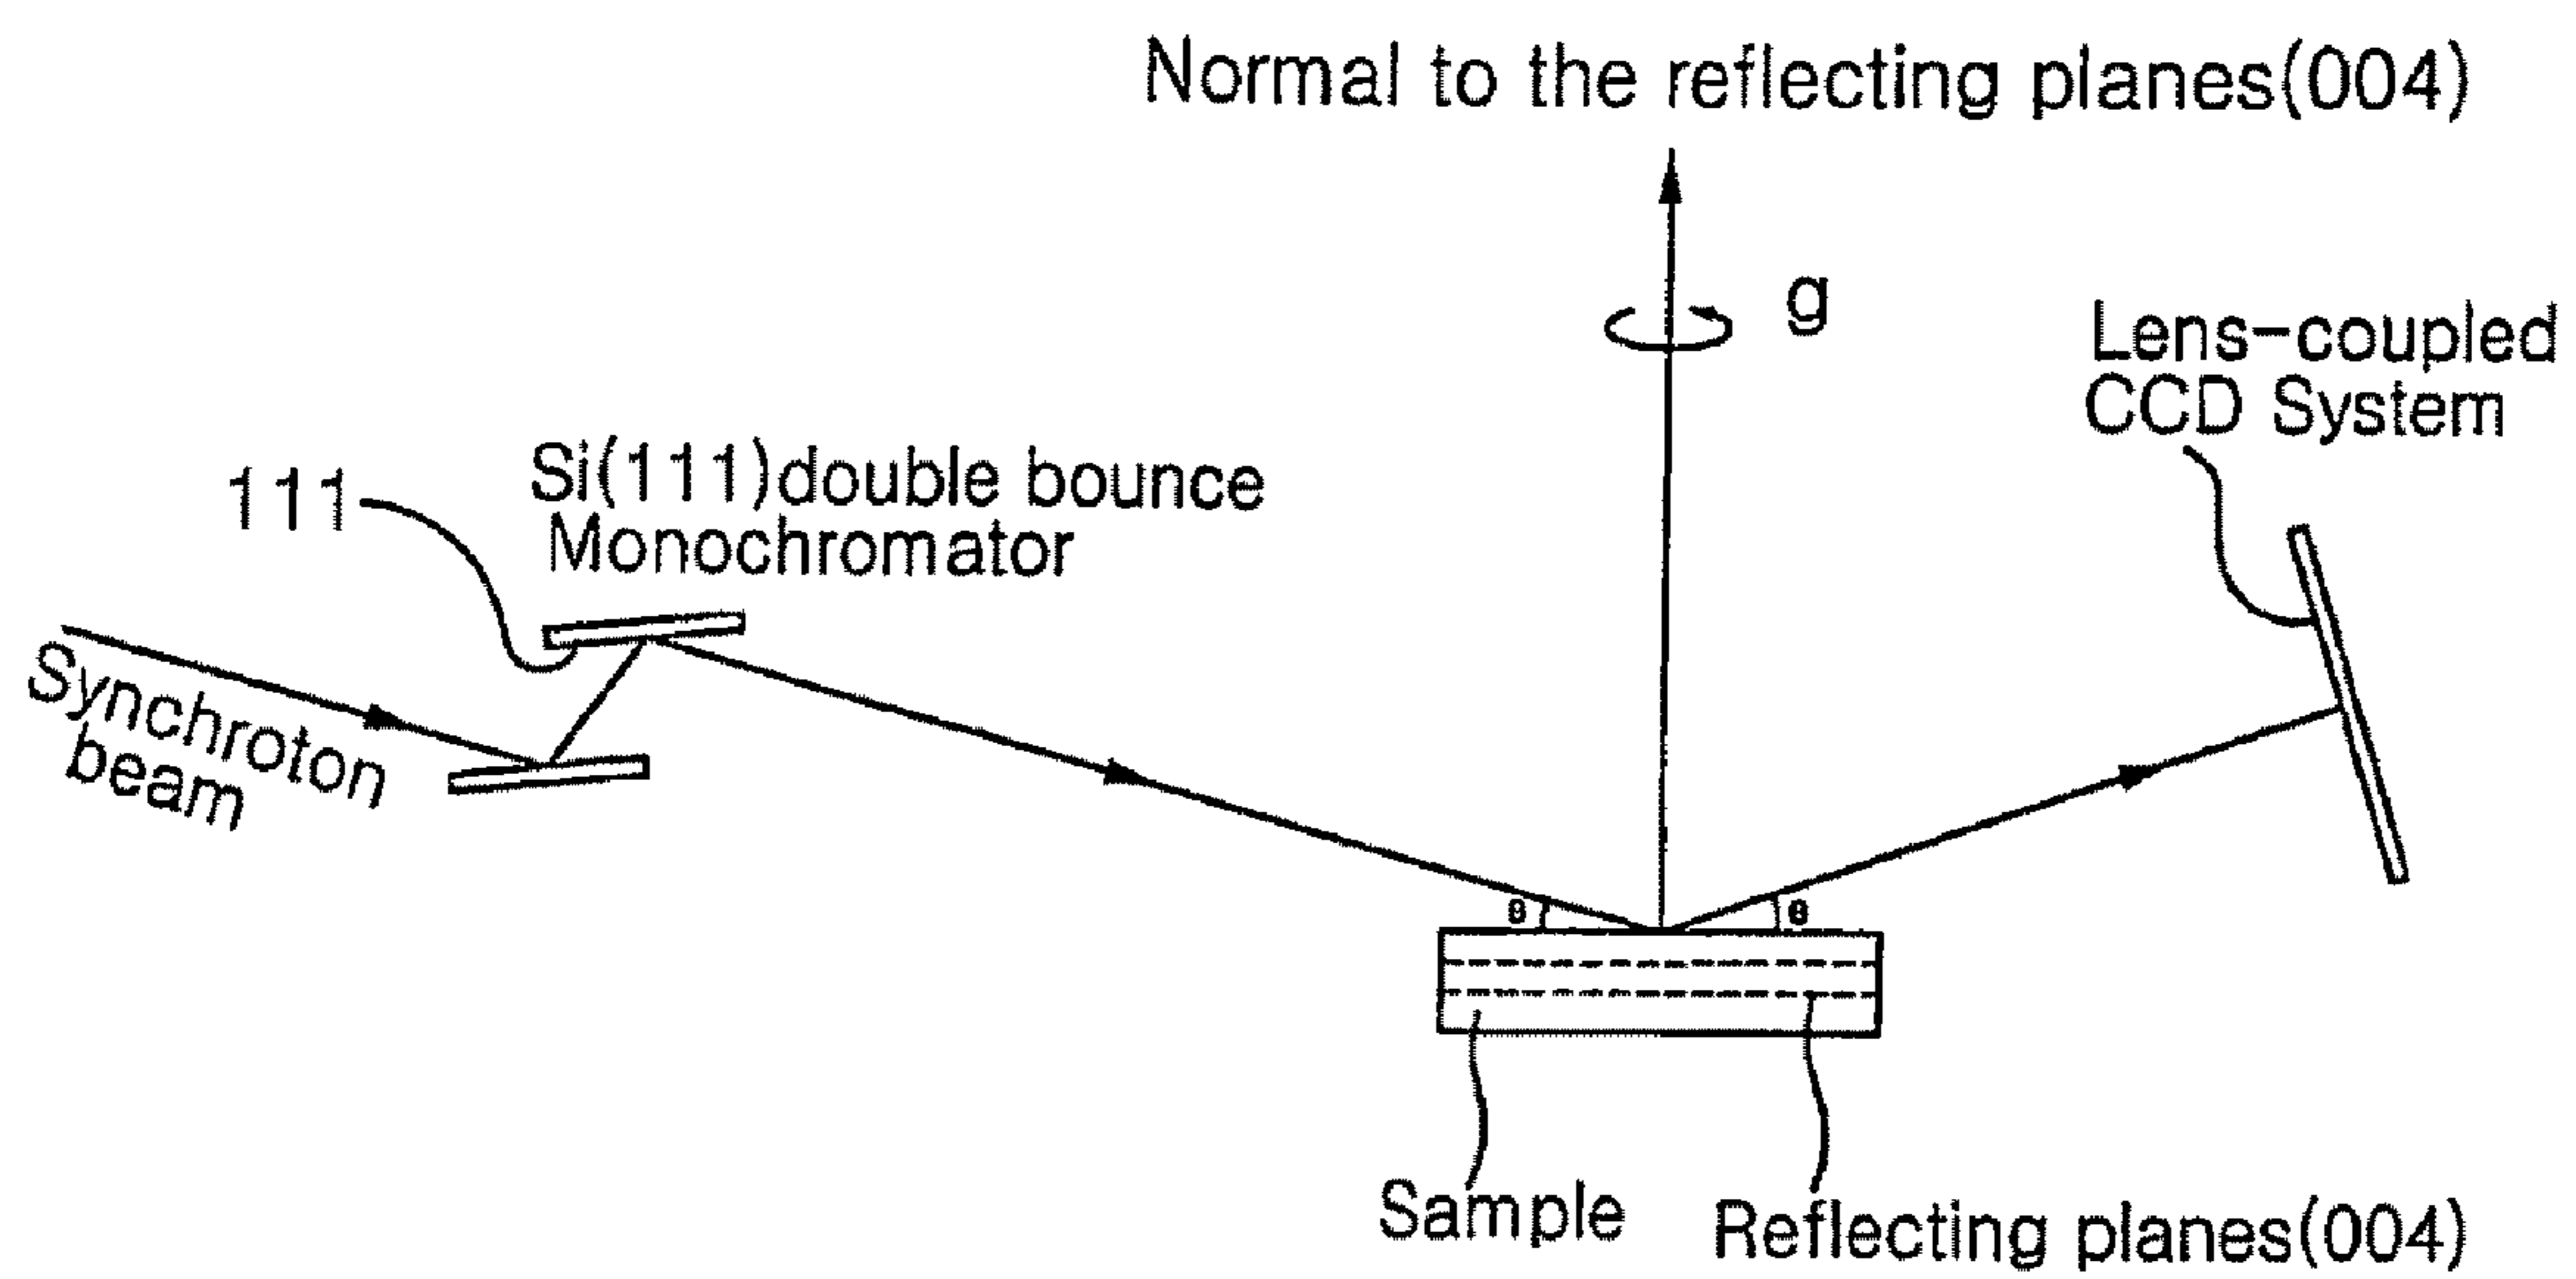 Normal to the reflecting planes(004)
g
Lens-coupled
CCD System
111
Si(111)double bounce
Monochromator
Synchroton
beam
θ
θ
Sample
Reflecting planes(004)